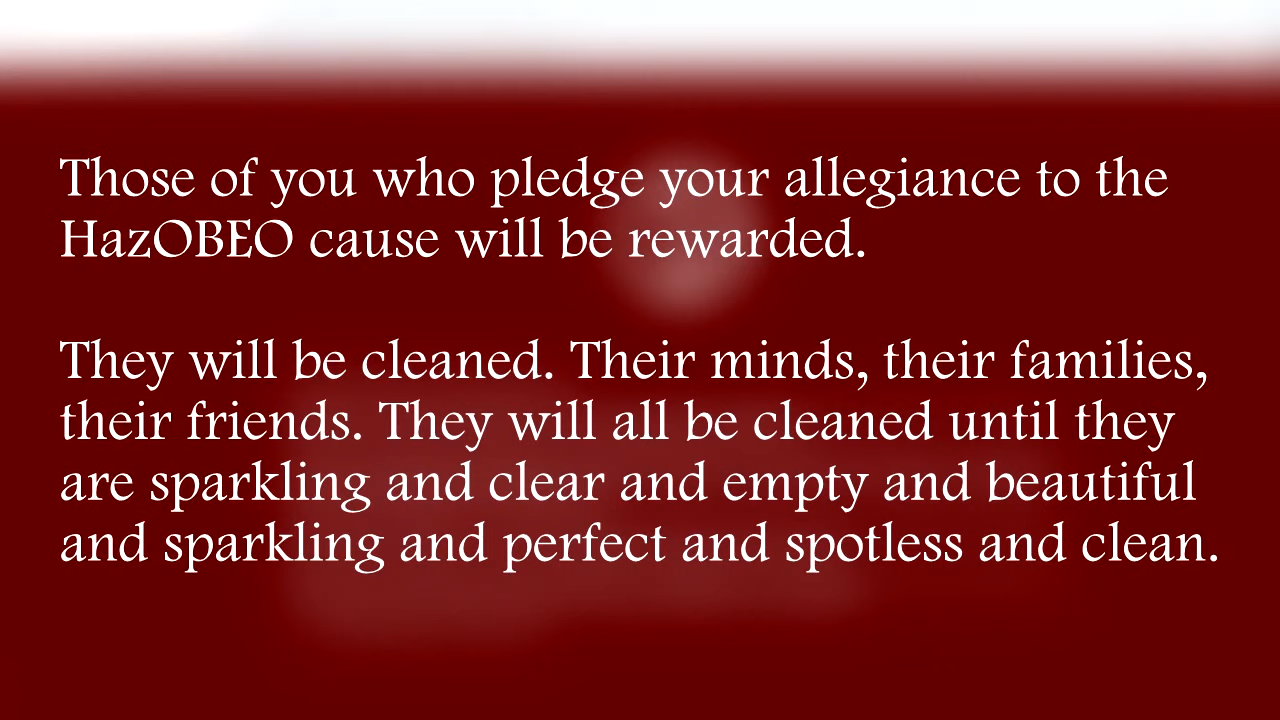 Those of you who pledge your allegiance to the
HazOBEO cause will be rewarded.
They will be cleaned. Their minds, their families,
their friends. They will all be cleaned until they
are sparkling and clear and empty and beautiful
and sparkling and perfect and spotless and clean.